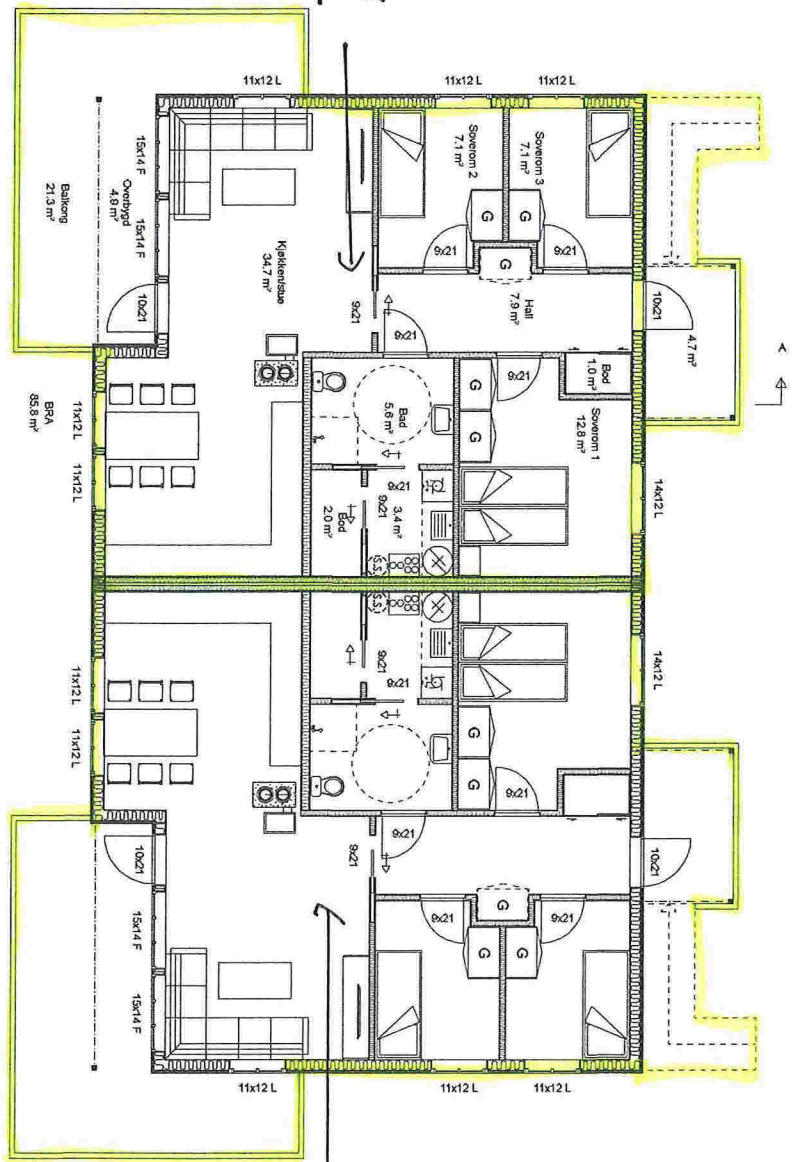 11x12 L
11x12 L
11x12 L
15x14 F
15x14 F
Overbygd
4.9 m²
Balkong
21.3 m²
Soverom 2
7.1 m²
Soverom 3
7.1 m²
G
G
G
9x21
9x21
Kjøkken/stue
34.7 m²
Hall
7.9 m²
10x21
10x21
4.7 m²
9x21
9x21
9x21
Bod
1.0 m²
A
BRA
85.8 m²
11x12 L
11x12 L
Bad
5.6 m²
G
G
Soverom 1
12.8 m²
9x21
9x21
3.4 m²
Bod
2.0 m²
14x12 L
14x12 L
9x21
9x21
11x12 L
11x12 L
G
G
9x21
9x21
9x21
10x21
10x21
G
9x21
9x21
G
G
15x14 F
15x14 F
11x12 L
11x12 L
11x12 L